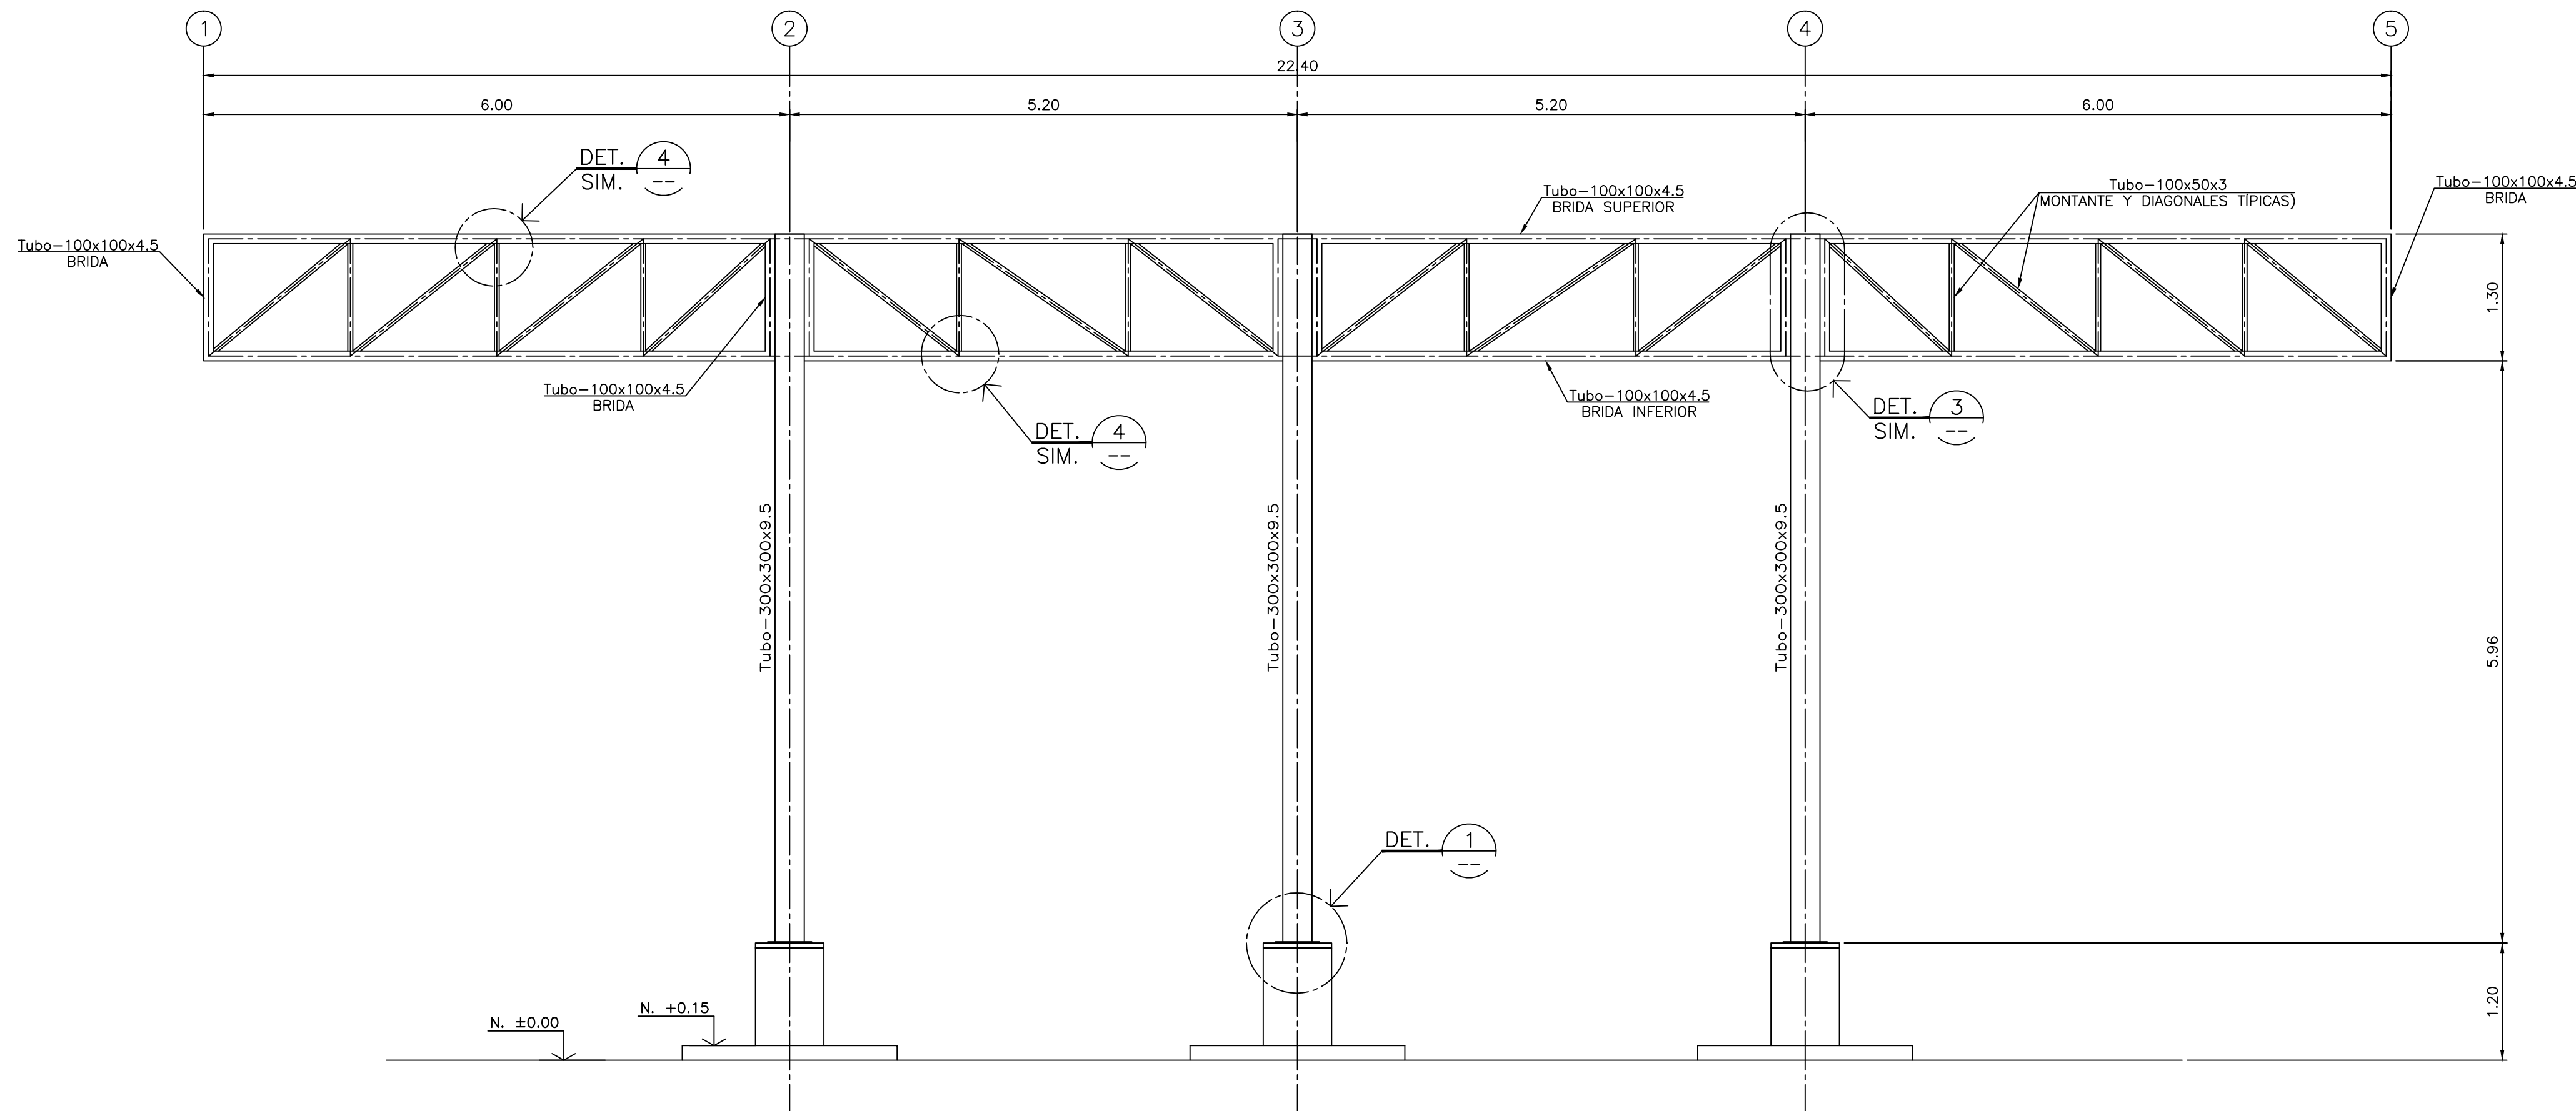 1
2
3
4
5
22.40
6.00
5.20
5.20
6.00
DET.
4
SIM.
--
Tubo-100x100x4.5
BRIDA SUPERIOR
Tubo-100x50x3
MONTANTE Y DIAGONALES TÍPICAS)
Tubo-100x100x4.5
BRIDA
Tubo-100x100x4.5
BRIDA
1.30
Tubo-100x100x4.5
BRIDA
Tubo-100x100x4.5
BRIDA INFERIOR
DET.
4
SIM.
--
DET.
3
SIM.
--
Tubo-300x300x9.5
Tubo-300x300x9.5
Tubo-300x300x9.5
5.96
DET.
1
--
1.20
N. +0.15
N. ±0.00